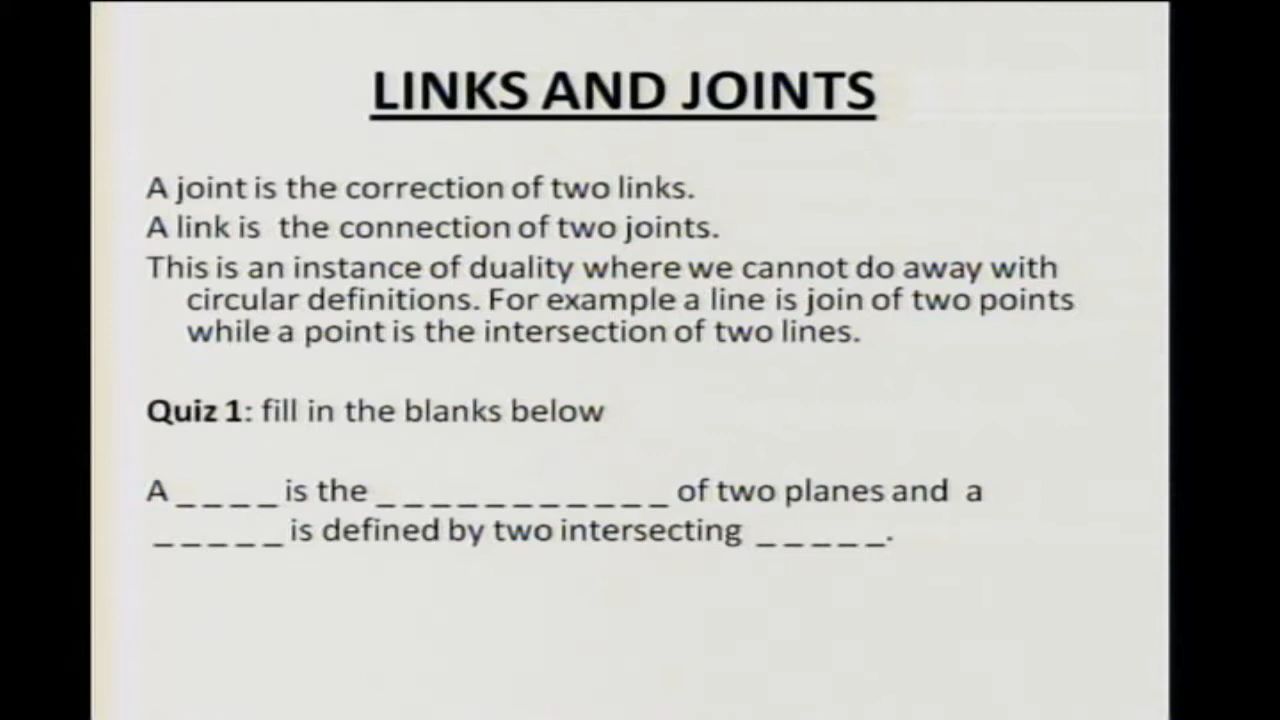 LINKS AND JOINTS
A joint is the correction of two links.
A link is the connection of two joints.
This is an instance of duality where we cannot do away with
circular definitions. For example a line is join of two points
while a point is the intersection of two lines.
Quiz 1: fill in the blanks below
A _ _ _ _ is the _ _ _ _ _ _ _ _ _ _ _ of two planes and a
_ _ _ _ _ is defined by two intersecting _ _ _ _ _.